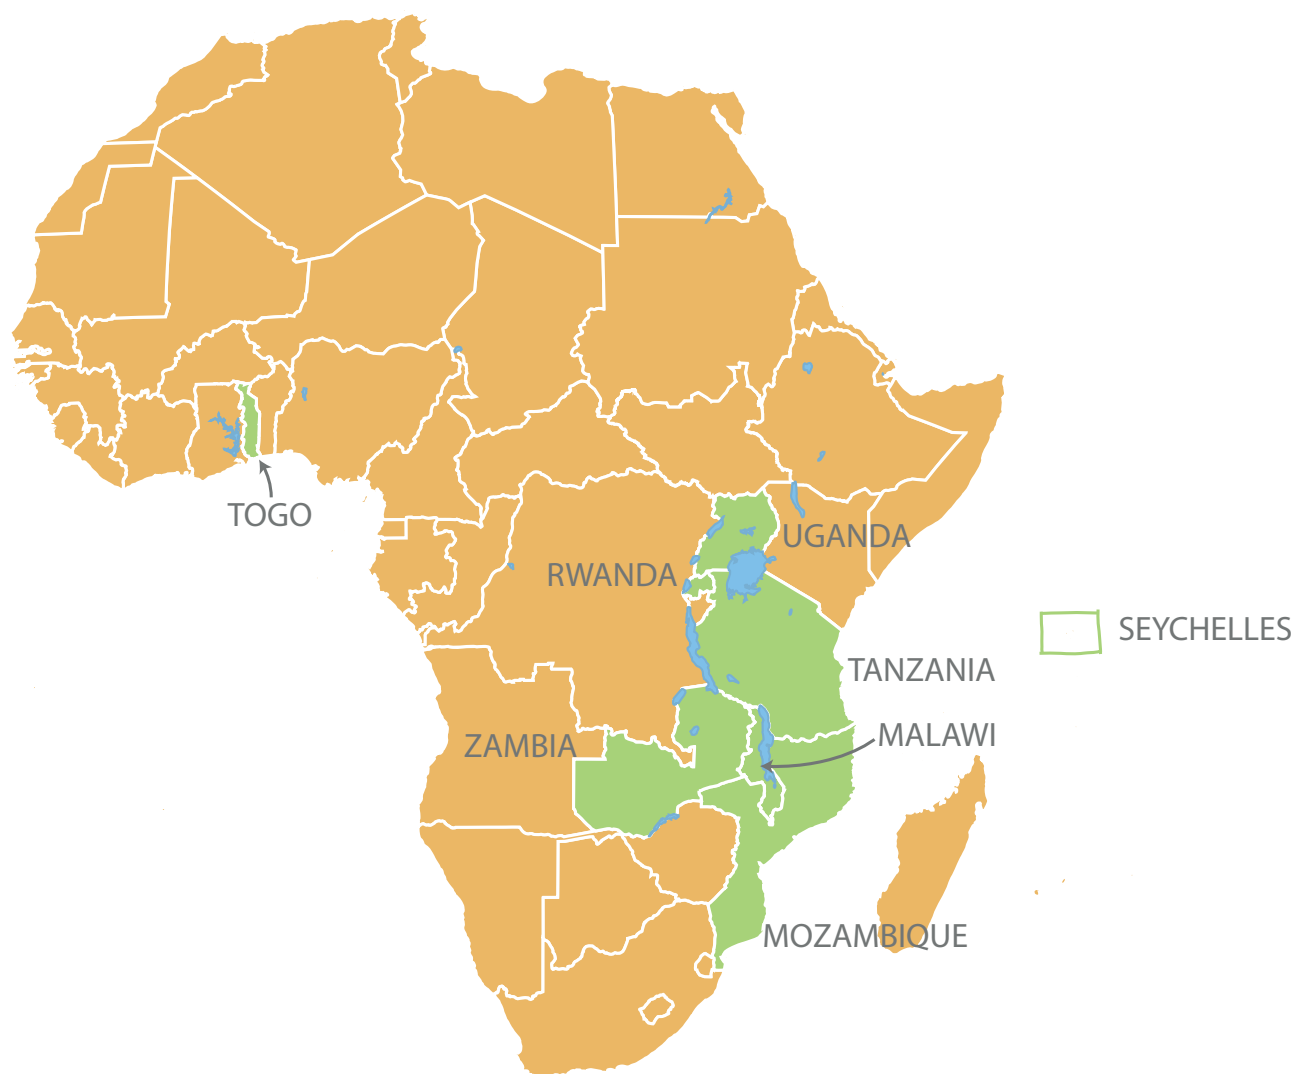 TOGO
UGANDA
RWANDA
SEYCHELLES
TANZANIA
MALAWI
ZAMBIA
MOZAMBIQUE